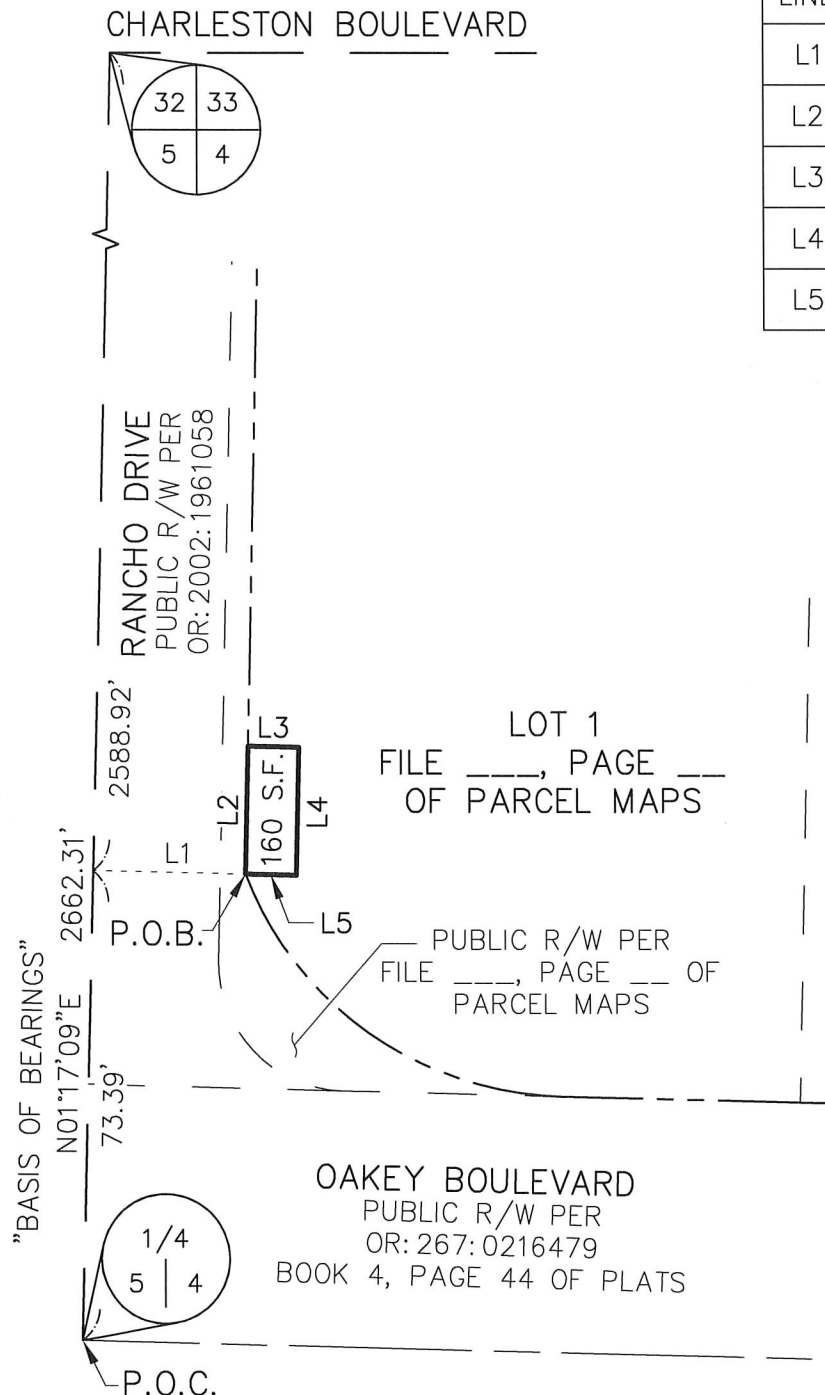 CHARLESTON BOULEVARD
32 33
5 4
L1
L2
L3
L4
L5
RANCHO DRIVE
PUBLIC R/W PER
OR: 2002: 1961058
2588.92'
2662.31'
L1
L2
L3
160 S.F.
L4
L5
LOT 1
FILE ___, PAGE __
OF PARCEL MAPS
P.O.B.
PUBLIC R/W PER
FILE ___, PAGE __ OF
PARCEL MAPS
"BASIS OF BEARINGS"
N01°17'09"E
73.39'
OAKEY BOULEVARD
PUBLIC R/W PER
OR: 267: 0216479
BOOK 4, PAGE 44 OF PLATS
1/4
5 4
P.O.C.